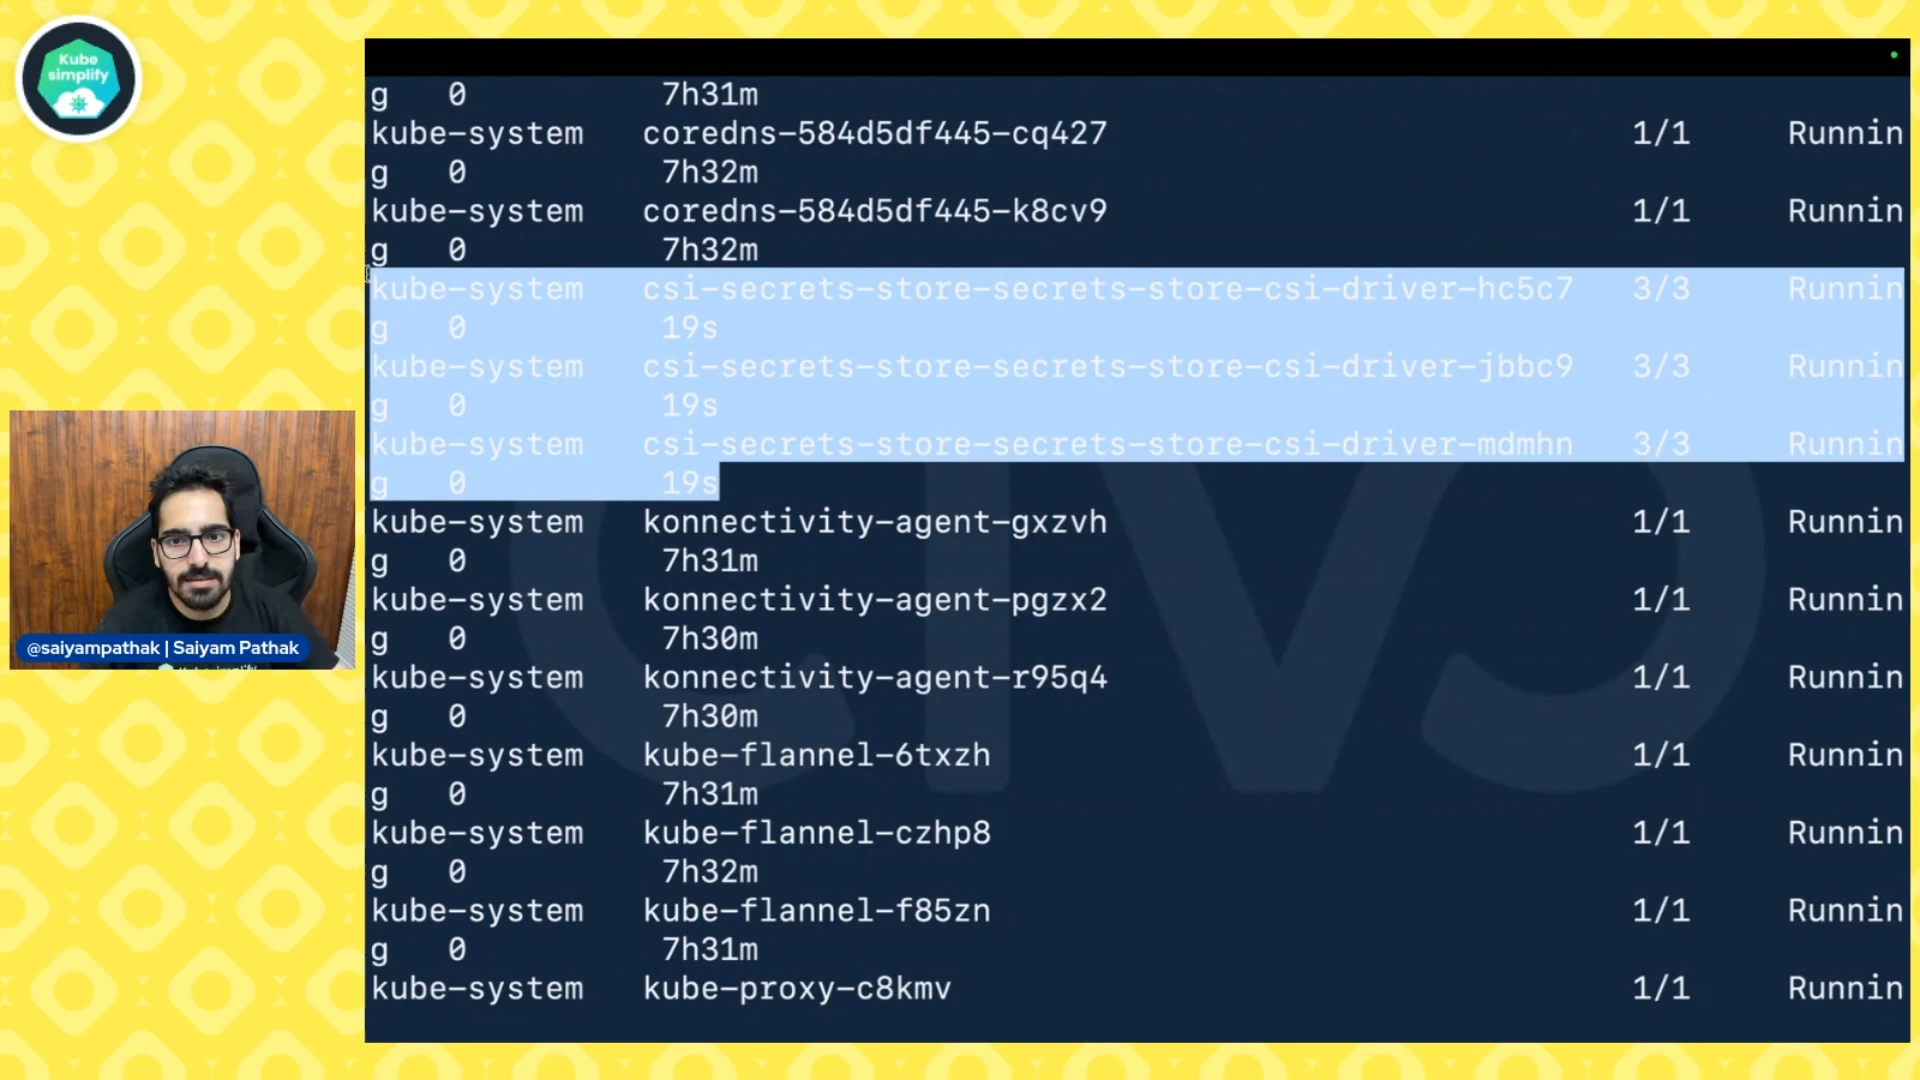 Kube
simplify
g 0 7h31m
kube-system coredns-584d5df445-cq427 1/1 Runnin
g 0 7h32m
kube-system coredns-584d5df445-k8cv9 1/1 Runnin
g 0 7h32m
kube-system csi-secrets-store-secrets-store-csi-driver-hc5c7 3/3 Runnin
g 0 19s
kube-system csi-secrets-store-secrets-store-csi-driver-jbbc9 3/3 Runnin
g 0 19s
kube-system csi-secrets-store-secrets-store-csi-driver-mdmhn 3/3 Runnin
g 0 19s
kube-system konnectivity-agent-gxzvh 1/1 Runnin
g 0 7h31m
kube-system konnectivity-agent-pgzx2 1/1 Runnin
g 0 7h30m
kube-system konnectivity-agent-r95q4 1/1 Runnin
g 0 7h30m
kube-system kube-flannel-6txzh 1/1 Runnin
g 0 7h31m
kube-system kube-flannel-czhp8 1/1 Runnin
g 0 7h32m
kube-system kube-flannel-f85zn 1/1 Runnin
g 0 7h31m
kube-system kube-proxy-c8kmv 1/1 Runnin
@saiyampathak | Saiyam Pathak